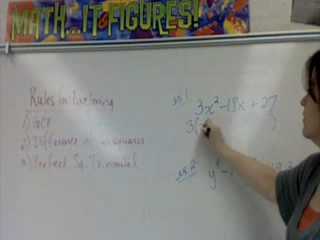 MATH...IT FIGURES!
Rules for factoring
1) GCF
2) Difference of squares
3) Perfect Sq. Trinomial
ex 1.
3x² - 18x + 27
3(
ex 2